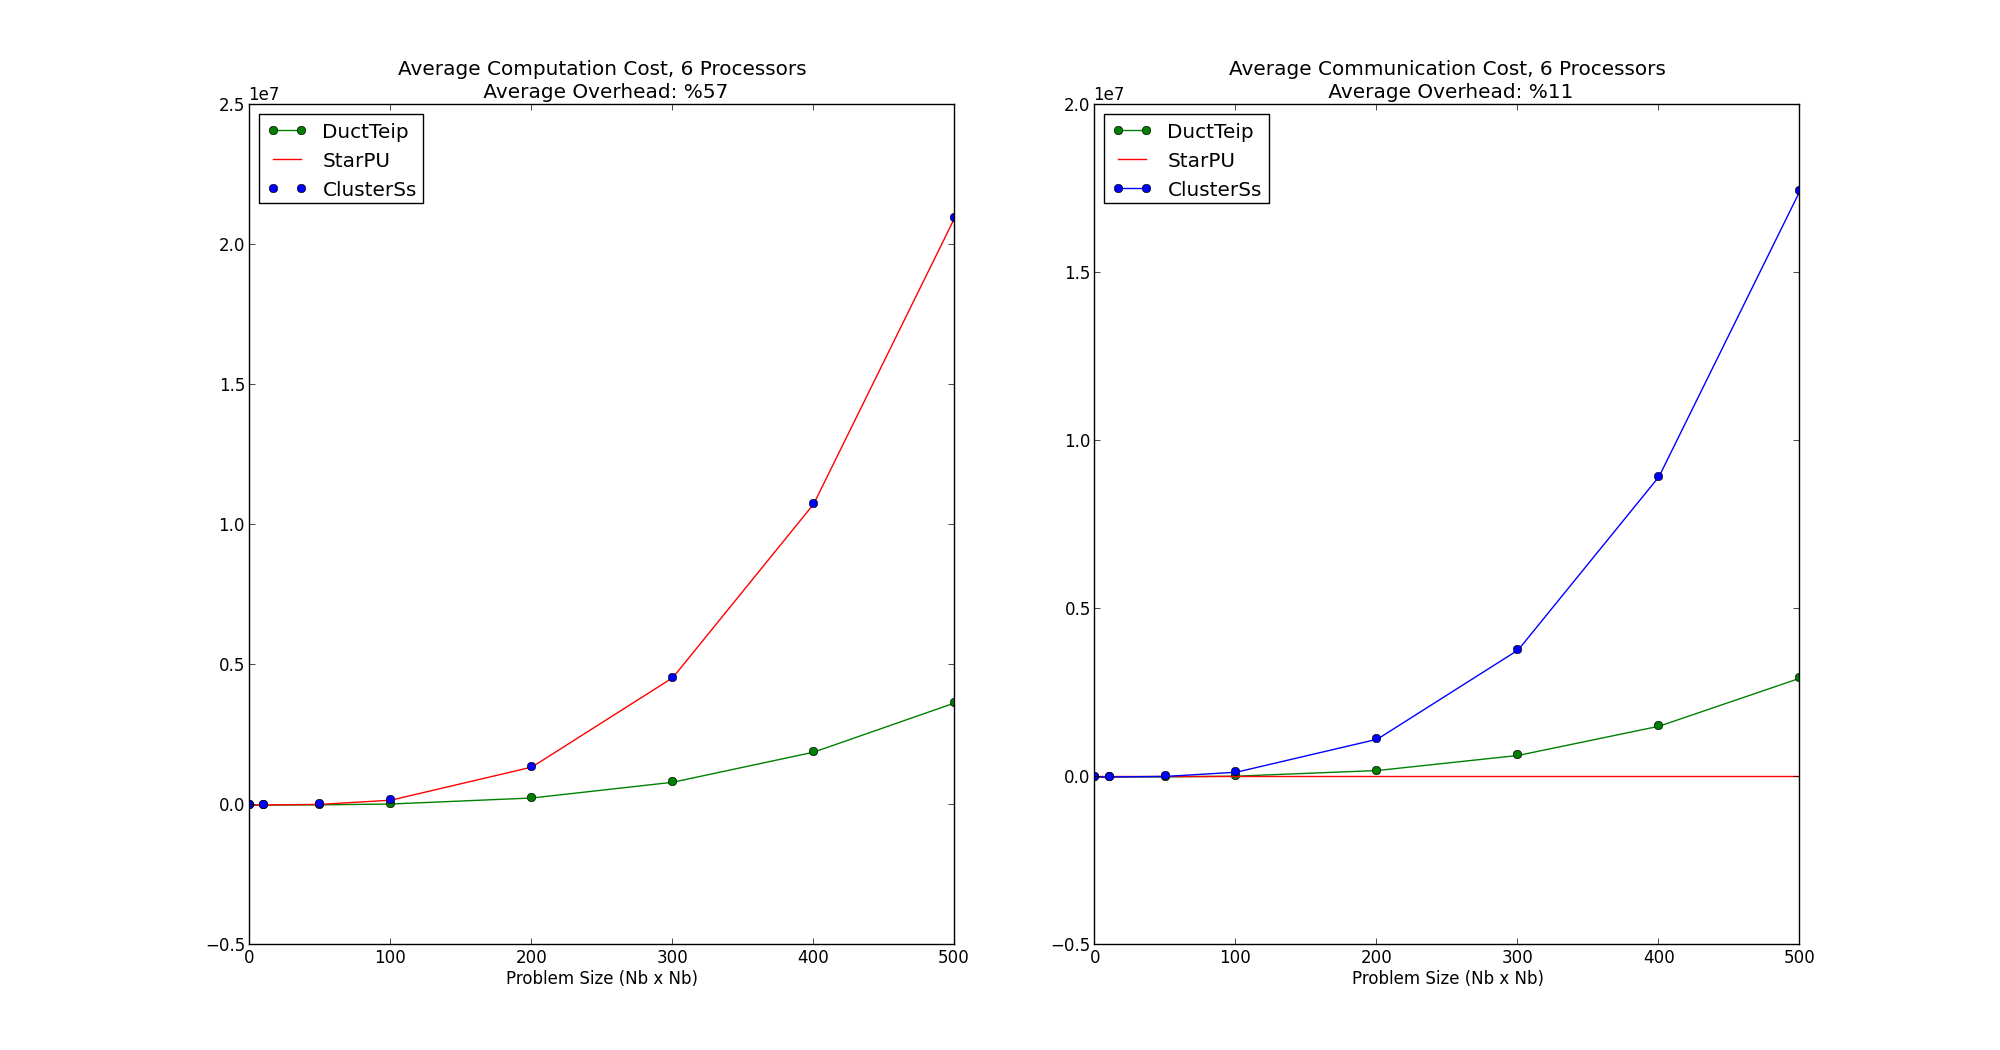 Average Computation Cost, 6 Processors
Average Overhead: %57
1e7
2.5
2.0
1.5
1.0
0.5
0.0
−0.5
DuctTeip
StarPU
ClusterSs
0 100 200 300 400 500
Problem Size (Nb x Nb)
Average Communication Cost, 6 Processors
Average Overhead: %11
1e7
2.0
1.5
1.0
0.5
0.0
−0.5
DuctTeip
StarPU
ClusterSs
0 100 200 300 400 500
Problem Size (Nb x Nb)